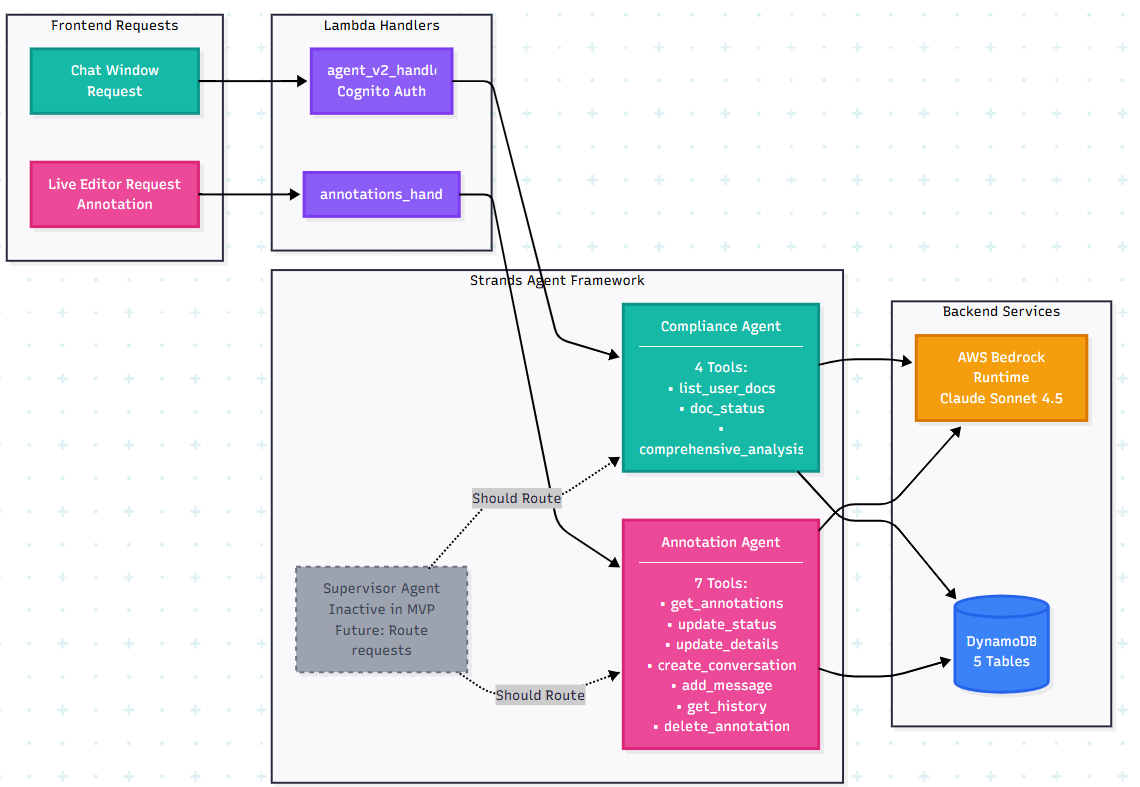 Frontend Requests
Chat Window
Request
Live Editor Request
Annotation
Lambda Handlers
agent_v2_handl
Cognito Auth
annotations_hand
Strands Agent Framework
Compliance Agent
4 Tools:
▪ list_user_docs
▪ doc_status
▪
comprehensive_analysis
Should Route
Supervisor Agent
Inactive in MVP
Future: Route
requests
Should Route
Annotation Agent
7 Tools:
▪ get_annotations
▪ update_status
▪ update_details
▪ create_conversation
▪ add_message
▪ get_history
▪ delete_annotation
Backend Services
AWS Bedrock
Runtime
Claude Sonnet 4.5
DynamoDB
5 Tables